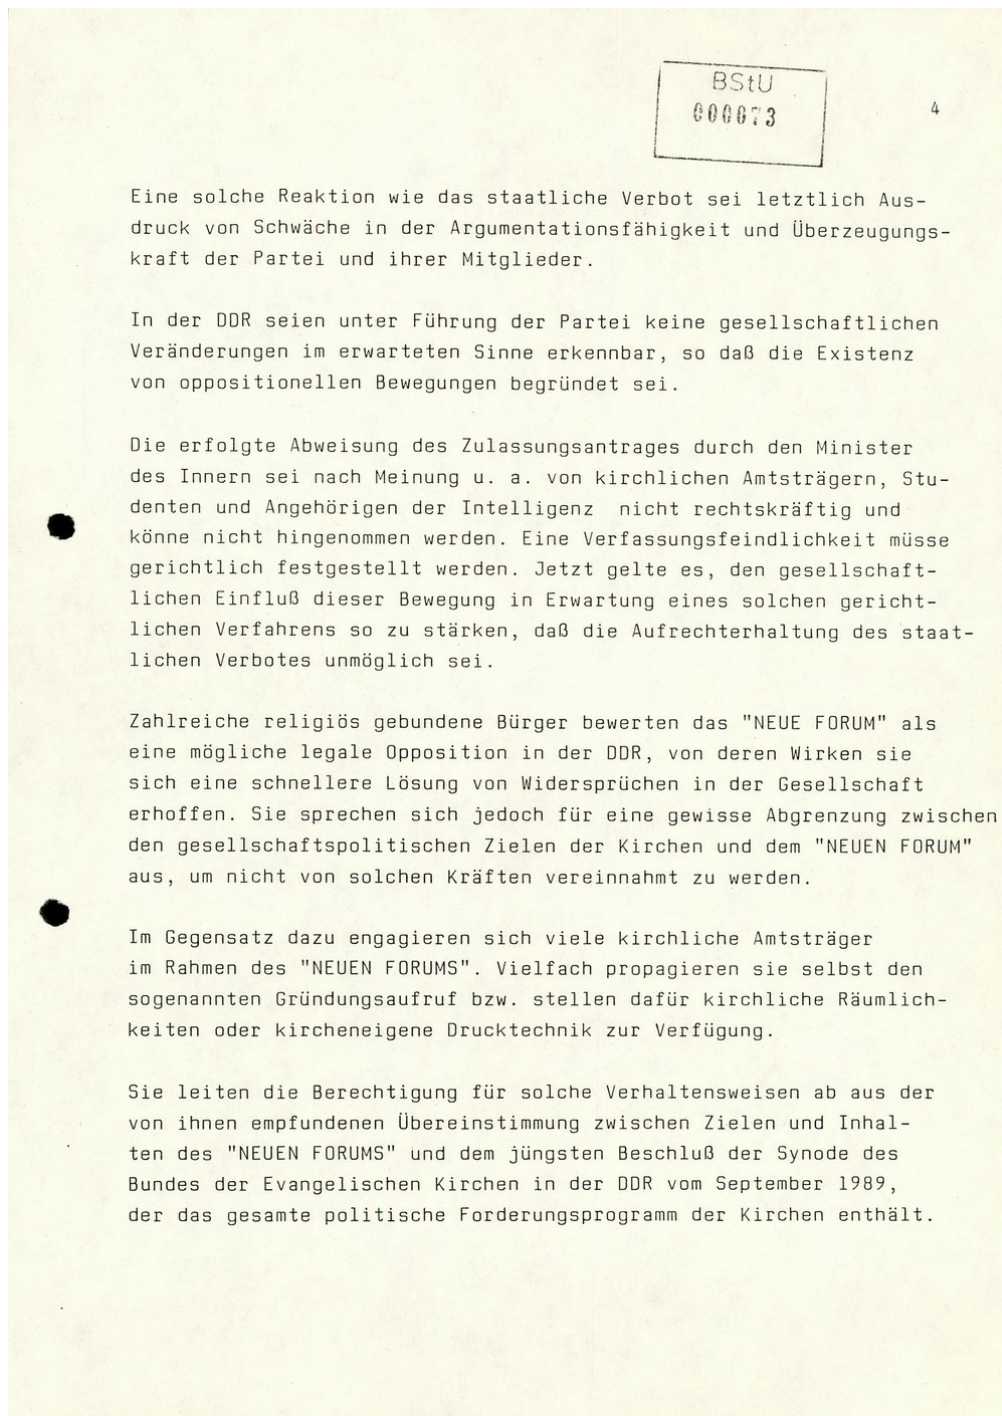 BStU
000073
4
Eine solche Reaktion wie das staatliche Verbot sei letztlich Aus-
druck von Schwäche in der Argumentationsfähigkeit und Überzeugungs-
kraft der Partei und ihrer Mitglieder.
In der DDR seien unter Führung der Partei keine gesellschaftlichen
Veränderungen im erwarteten Sinne erkennbar, so daß die Existenz
von oppositionellen Bewegungen begründet sei.
Die erfolgte Abweisung des Zulassungsantrages durch den Minister
des Innern sei nach Meinung u. a. von kirchlichen Amtsträgern, Stu-
denten und Angehörigen der Intelligenz nicht rechtskräftig und
könne nicht hingenommen werden. Eine Verfassungsfeindlichkeit müsse
gerichtlich festgestellt werden. Jetzt gelte es, den gesellschaft-
lichen Einfluß dieser Bewegung in Erwartung eines solchen gericht-
lichen Verfahrens so zu stärken, daß die Aufrechterhaltung des staat-
lichen Verbotes unmöglich sei.
Zahlreiche religiös gebundene Bürger bewerten das "NEUE FORUM" als
eine mögliche legale Opposition in der DDR, von deren Wirken sie
sich eine schnellere Lösung von Widersprüchen in der Gesellschaft
erhoffen. Sie sprechen sich jedoch für eine gewisse Abgrenzung zwischen
den gesellschaftspolitischen Zielen der Kirchen und dem "NEUEN FORUM"
aus, um nicht von solchen Kräften vereinnahmt zu werden.
Im Gegensatz dazu engagieren sich viele kirchliche Amtsträger
im Rahmen des "NEUEN FORUMS". Vielfach propagieren sie selbst den
sogenannten Gründungsaufruf bzw. stellen dafür kirchliche Räumlich-
keiten oder kircheneigene Drucktechnik zur Verfügung.
Sie leiten die Berechtigung für solche Verhaltensweisen ab aus der
von ihnen empfundenen Übereinstimmung zwischen Zielen und Inhal-
ten des "NEUEN FORUMS" und dem jüngsten Beschluß der Synode des
Bundes der Evangelischen Kirchen in der DDR vom September 1989,
der das gesamte politische Forderungsprogramm der Kirchen enthält.